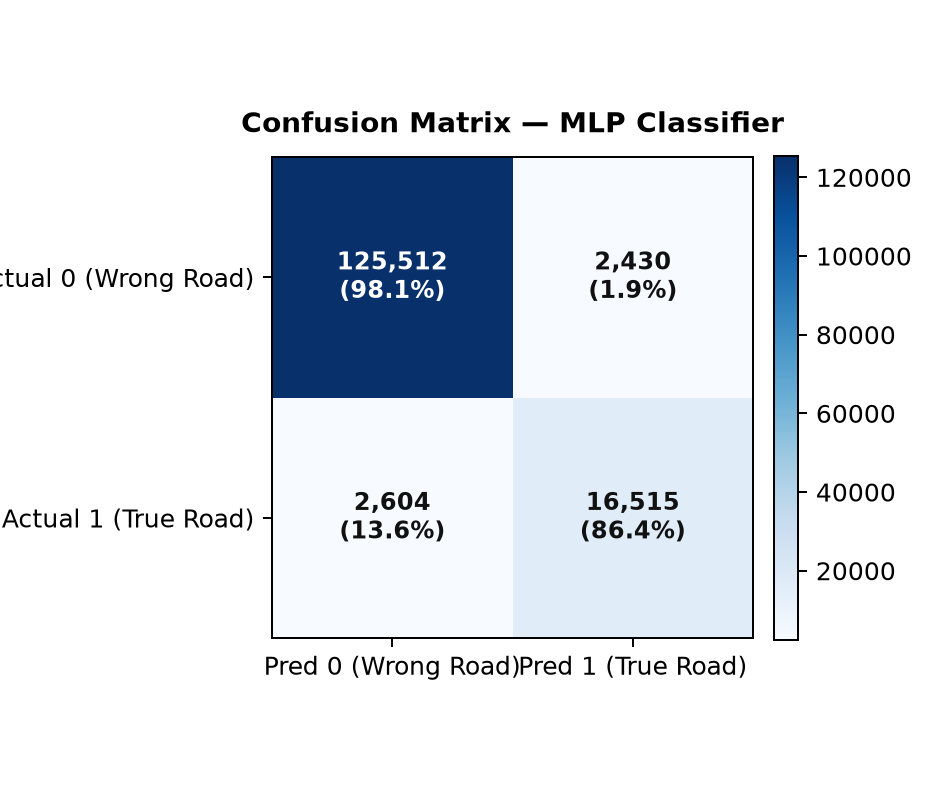 Confusion Matrix — MLP Classifier
120000
100000
80000
60000
40000
20000
ctual 0 (Wrong Road)
125,512
(98.1%)
2,430
(1.9%)
Actual 1 (True Road)
2,604
(13.6%)
16,515
(86.4%)
Pred 0 (Wrong Road)
Pred 1 (True Road)